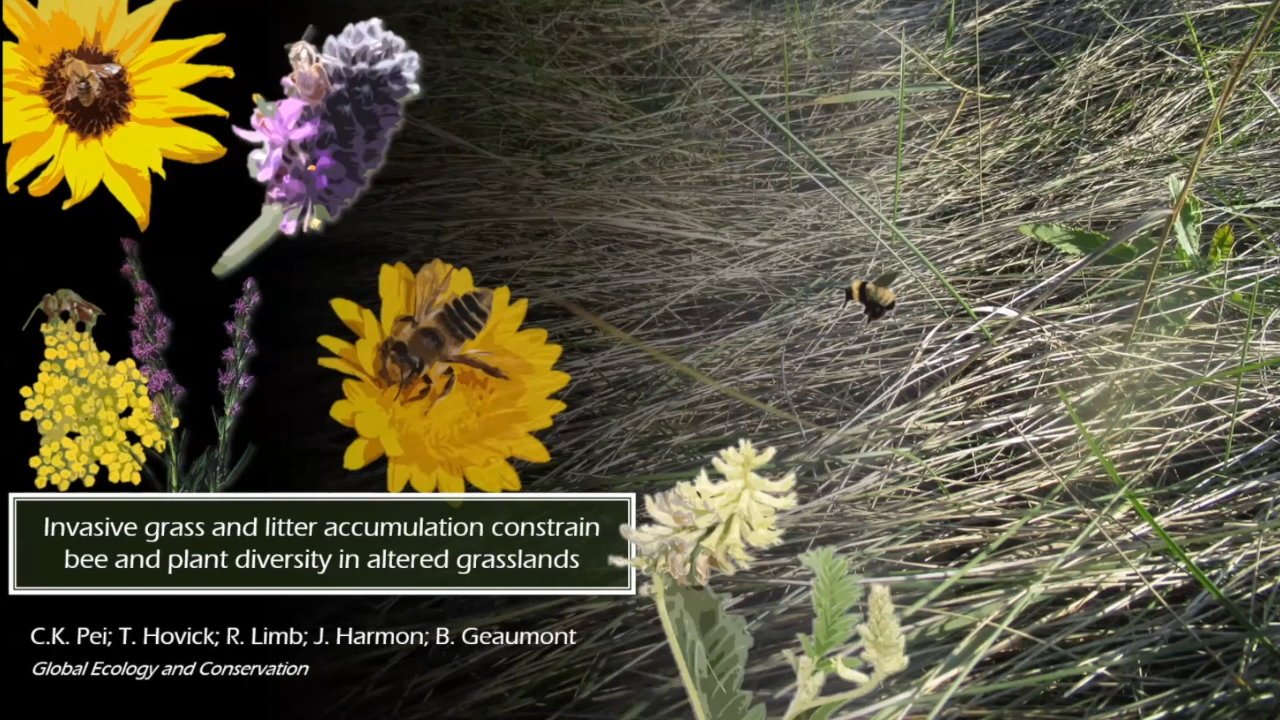 Invasive grass and litter accumulation constrain
bee and plant diversity in altered grasslands
C.K. Pei; T. Hovick; R. Limb; J. Harmon; B. Geaumont
Global Ecology and Conservation